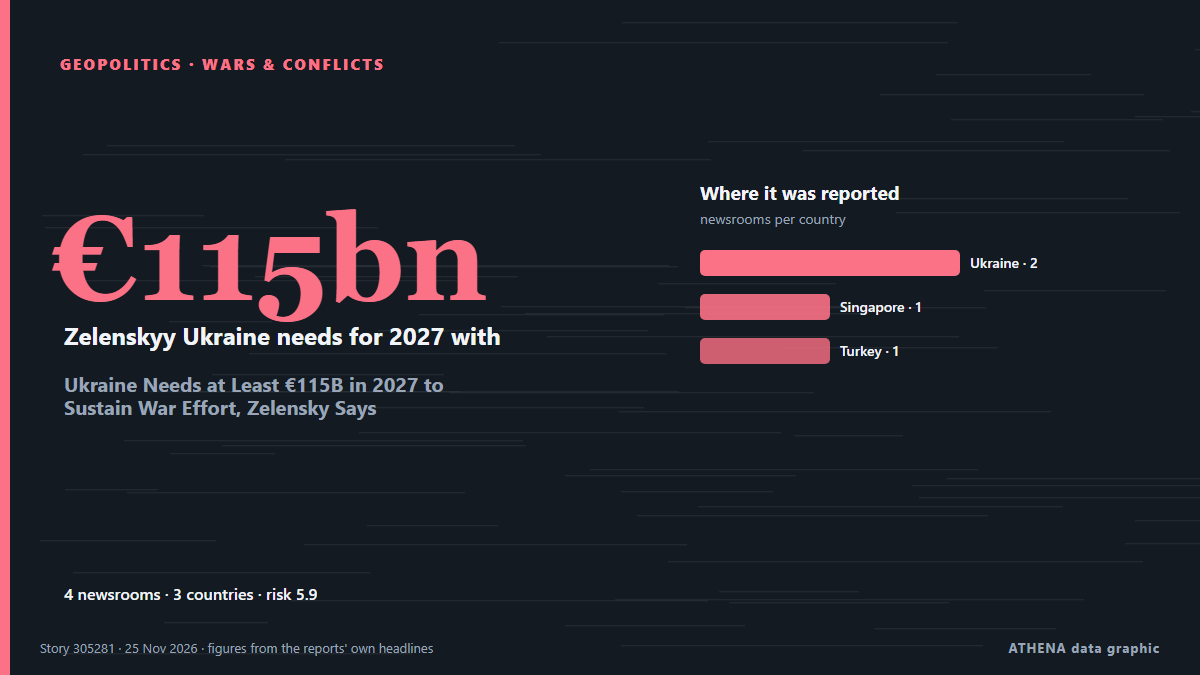 GEOPOLITICS · WARS & CONFLICTS
€115bn
Zelenskyy Ukraine needs for 2027 with
Ukraine Needs at Least €115B in 2027 to
Sustain War Effort, Zelensky Says
Where it was reported
newsrooms per country
Ukraine · 2
Singapore · 1
Turkey · 1
4 newsrooms · 3 countries · risk 5.9
Story 305281 · 25 Nov 2026 · figures from the reports' own headlines
ATHENA data graphic